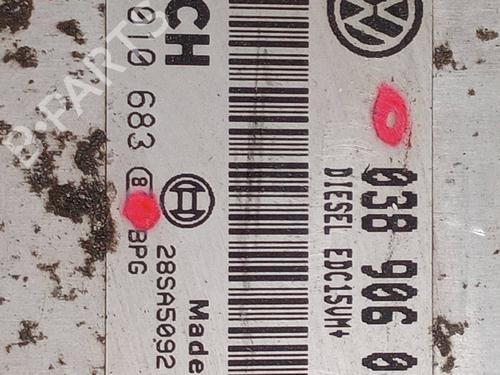 038 906 0
DIESEL EDC15VM+
CH
010 683
B
BPG
28SA5092
Made
B-PARTS